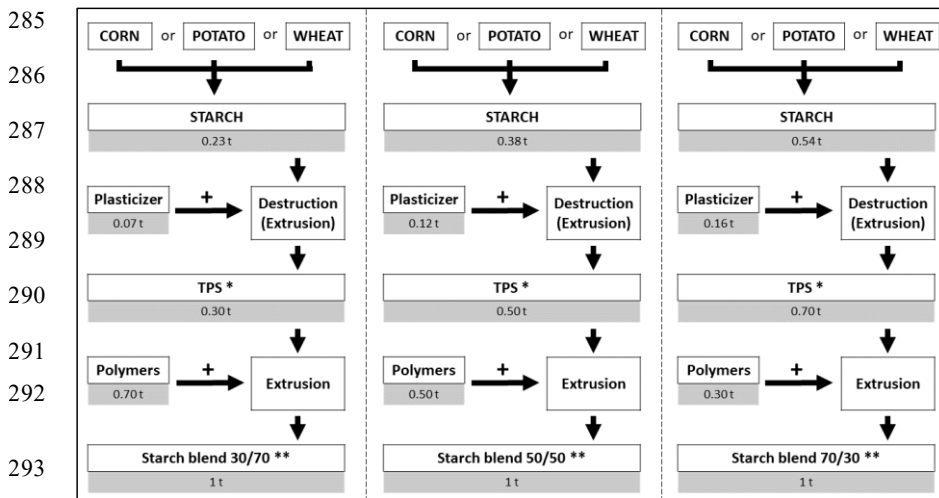 285
CORN or POTATO or WHEAT CORN or POTATO or WHEAT CORN or POTATO or WHEAT
286
STARCH STARCH STARCH
287
0.23 t 0.38 t 0.54 t
288
Plasticizer + Destruction Plasticizer + Destruction Plasticizer + Destruction
0.07 t (Extrusion) 0.12 t (Extrusion) 0.16 t (Extrusion)
289
TPS * TPS * TPS *
290
0.30 t 0.50 t 0.70 t
291
Polymers + Extrusion Polymers + Extrusion Polymers + Extrusion
292
0.70 t 0.50 t 0.30 t
Starch blend 30/70 ** Starch blend 50/50 ** Starch blend 70/30 **
293
1 t 1 t 1 t